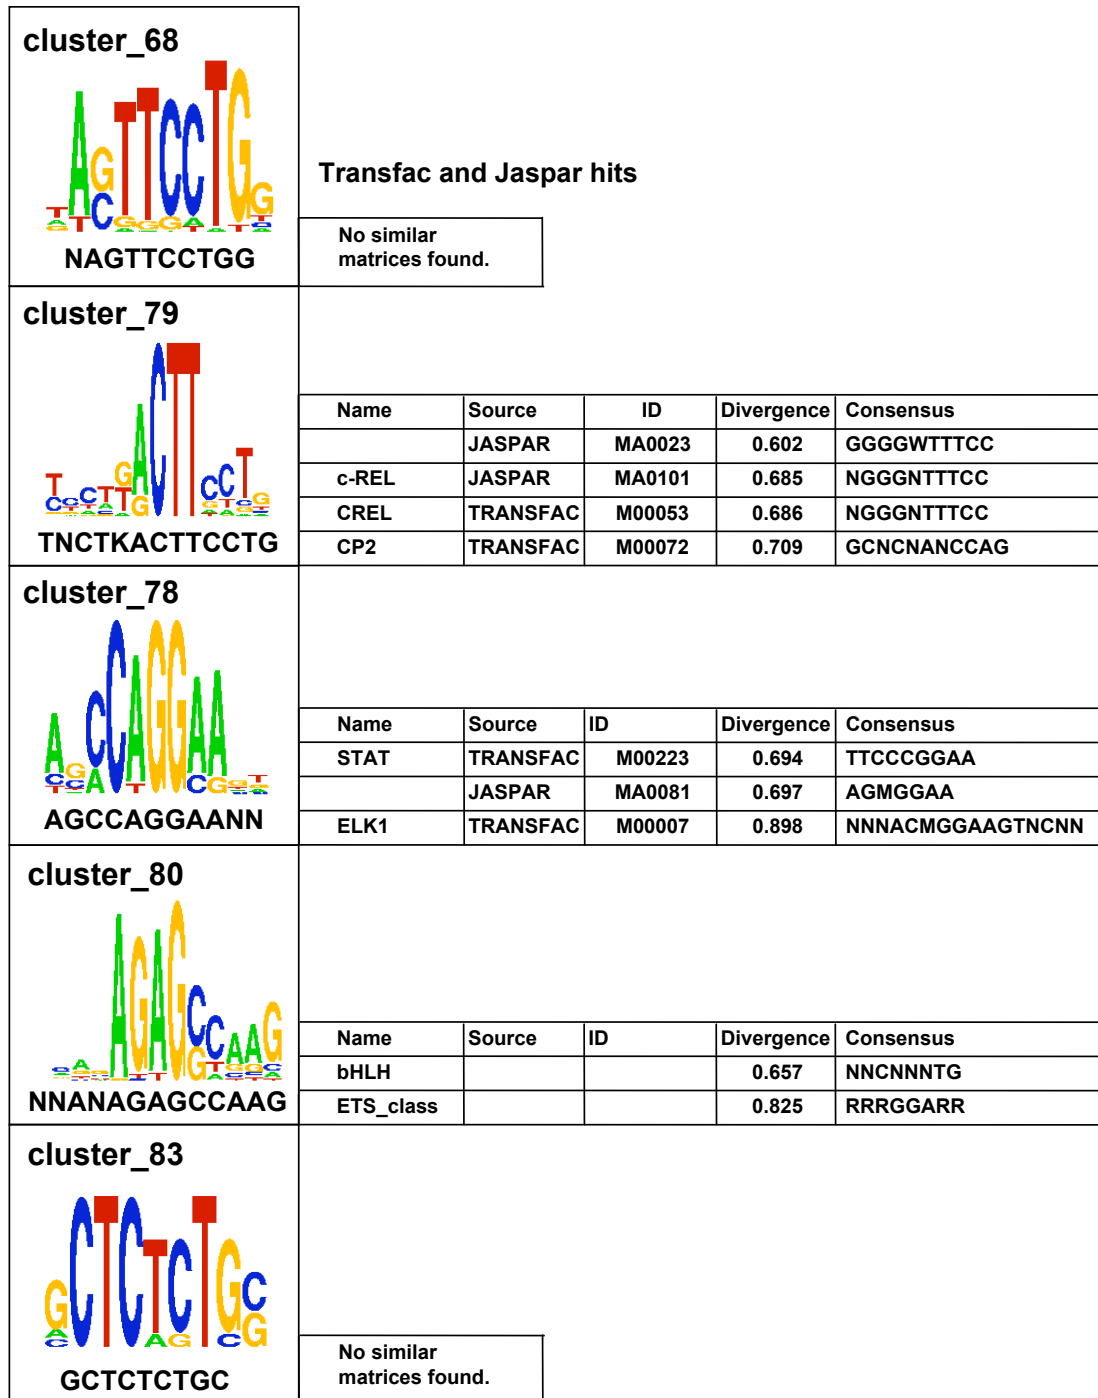 cluster_68
NAGTTCCTGG
Transfac and Jaspar hits
No similar
matrices found.
cluster_79
TNCTKACTTCCTG
Name Source ID Divergence Consensus
JASPAR MA0023 0.602 GGGGWTTTCC
c-REL JASPAR MA0101 0.685 NGGGNTTTCC
CREL TRANSFAC M00053 0.686 NGGGNTTTCC
CP2 TRANSFAC M00072 0.709 GCNCNANCCAG
cluster_78
AGCCAGGAANN
Name Source ID Divergence Consensus
STAT TRANSFAC M00223 0.694 TTCCCGGAA
JASPAR MA0081 0.697 AGMGGAA
ELK1 TRANSFAC M00007 0.898 NNNACMGGAAGTNCNN
cluster_80
NNANAGAGCCAAG
Name Source ID Divergence Consensus
bHLH 0.657 NNCNNNTG
ETS_class 0.825 RRRGGARR
cluster_83
GCTCTCTGC
No similar
matrices found.